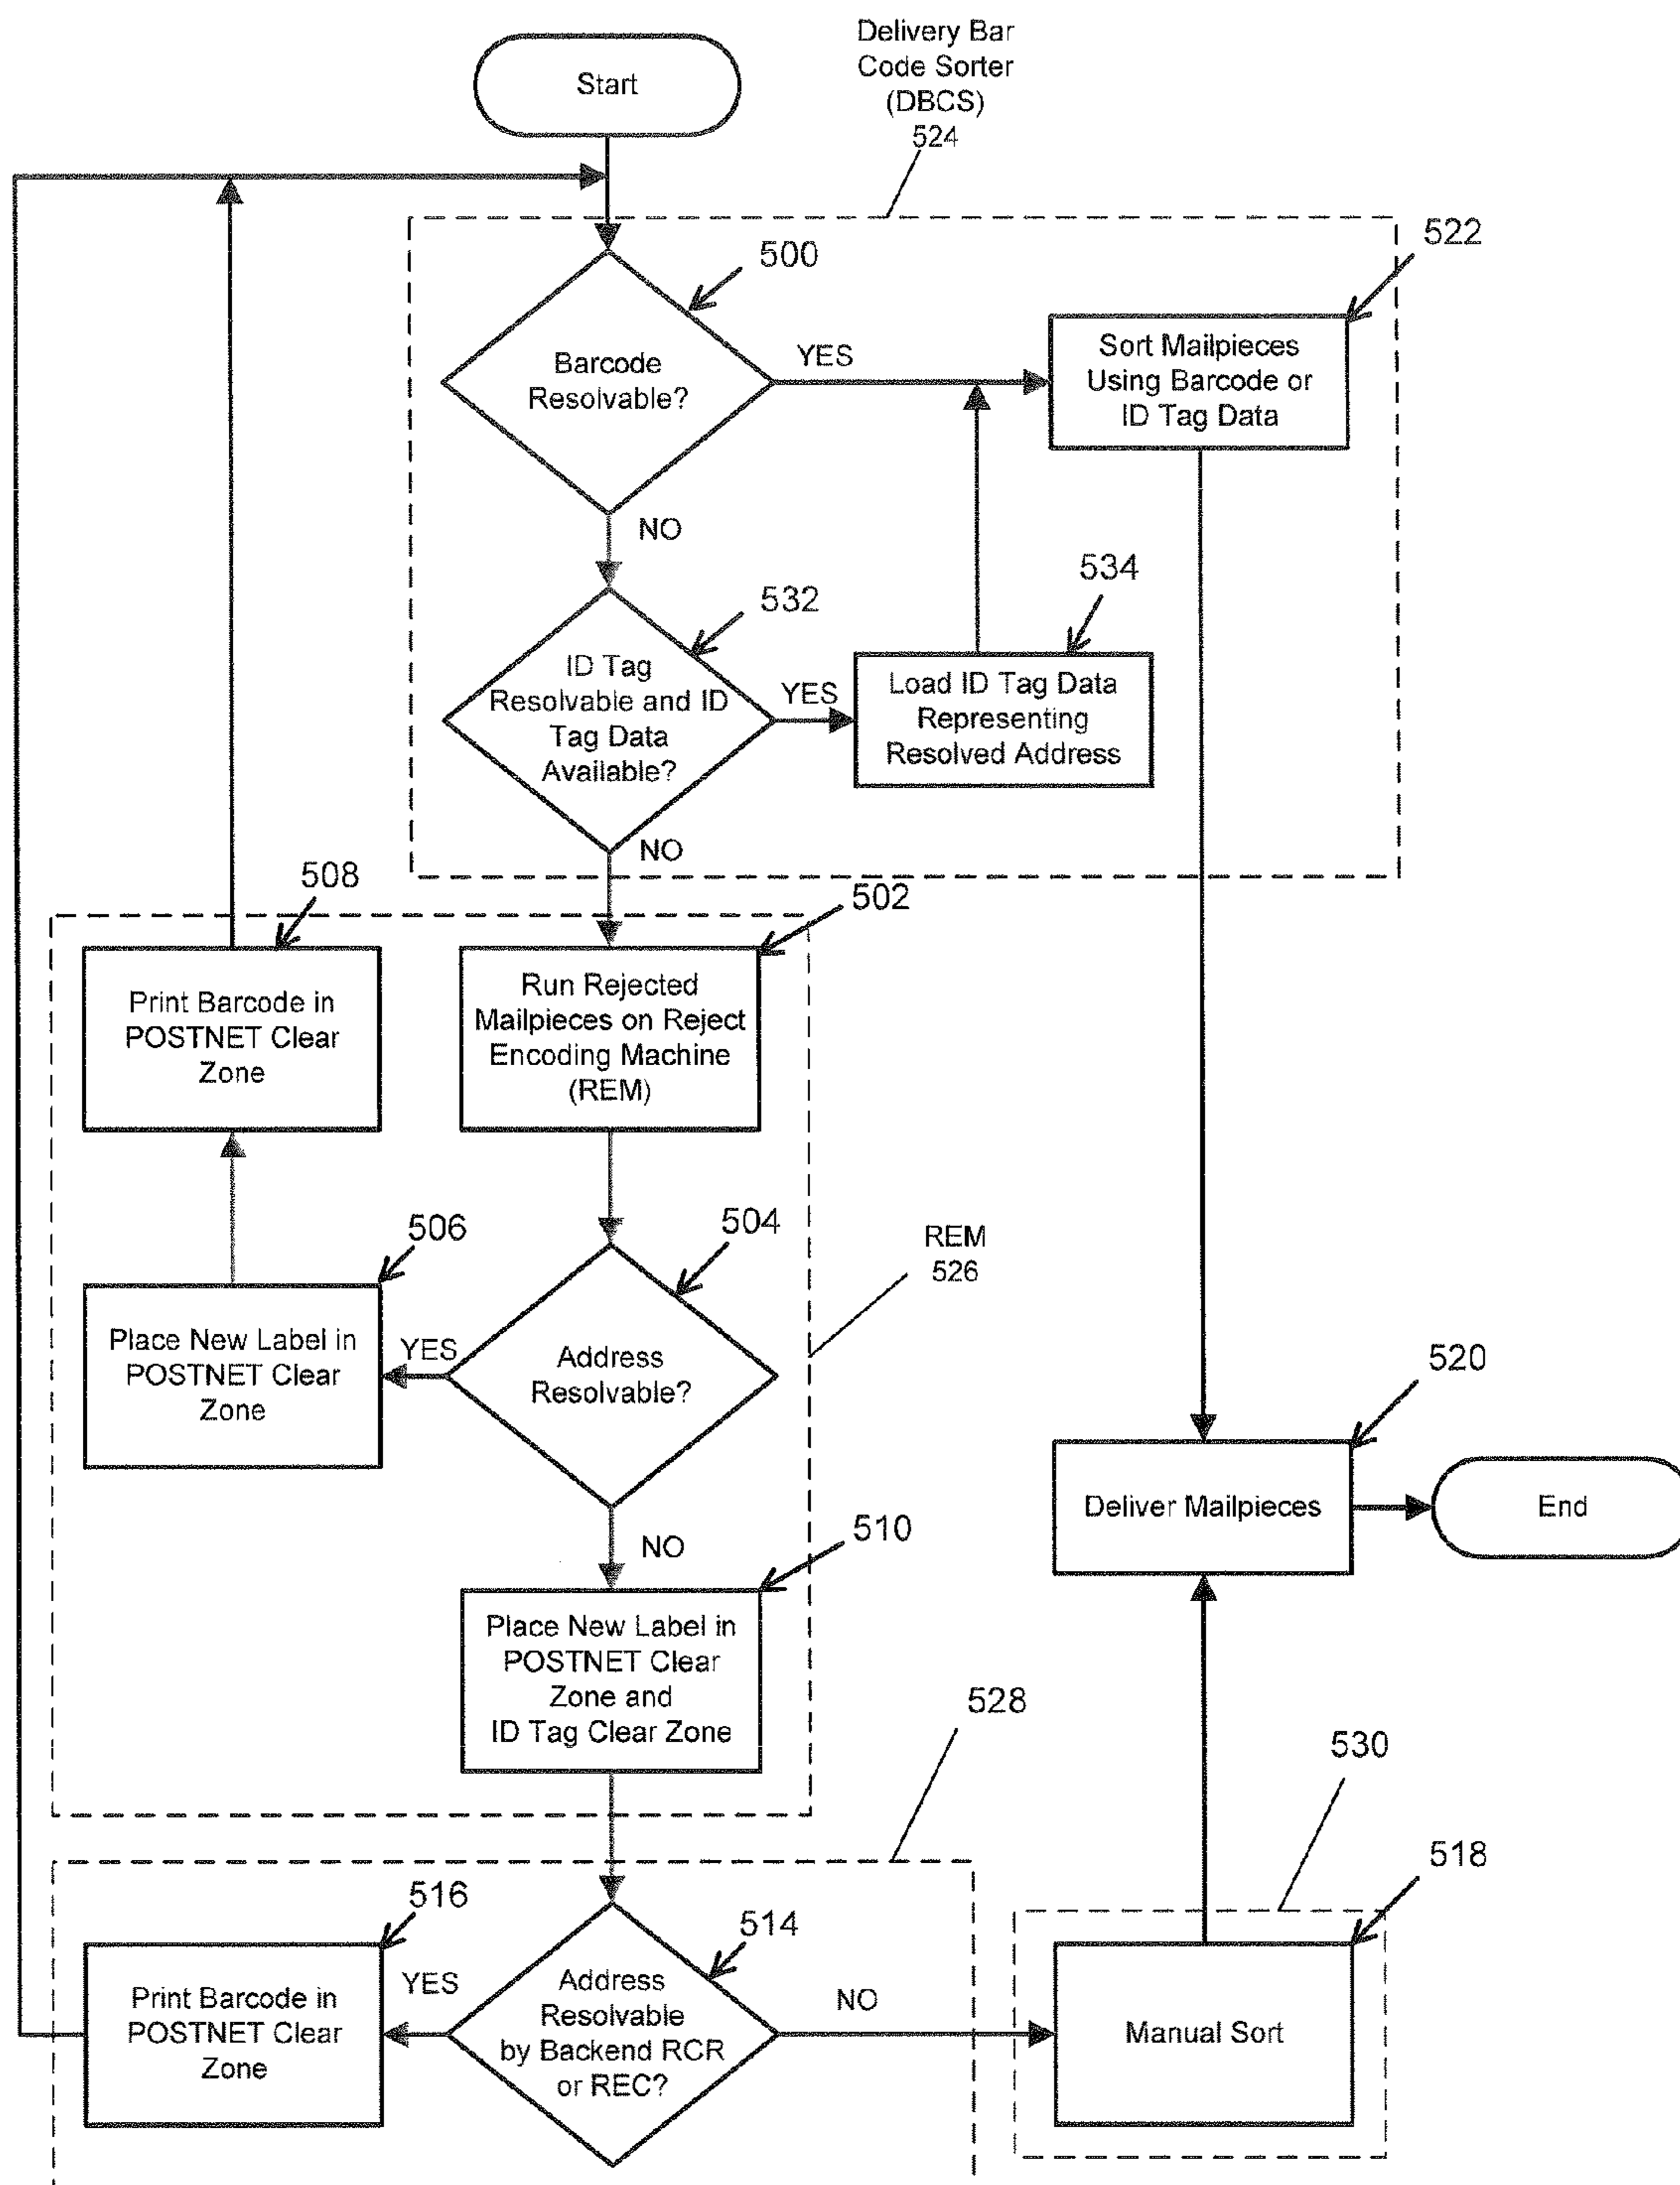 Start
Delivery Bar
Code Sorter
(DBCS)
524
500
522
Barcode
Resolvable?
YES
Sort Mailpieces
Using Barcode or
ID Tag Data
NO
532
534
ID Tag
Resolvable and ID
Tag Data
Available?
YES
Load ID Tag Data
Representing
Resolved Address
NO
508
502
Print Barcode in
POSTNET Clear
Zone
Run Rejected
Mailpieces on Reject
Encoding Machine
(REM)
506
504
REM
526
Place New Label in
POSTNET Clear
Zone
YES
Address
Resolvable?
520
Deliver Mailpieces
End
NO
510
Place New Label in
POSTNET Clear
Zone and
ID Tag Clear Zone
528
530
516
514
518
Print Barcode in
POSTNET Clear
Zone
YES
Address
Resolvable
by Backend RCR
or REC?
NO
Manual Sort